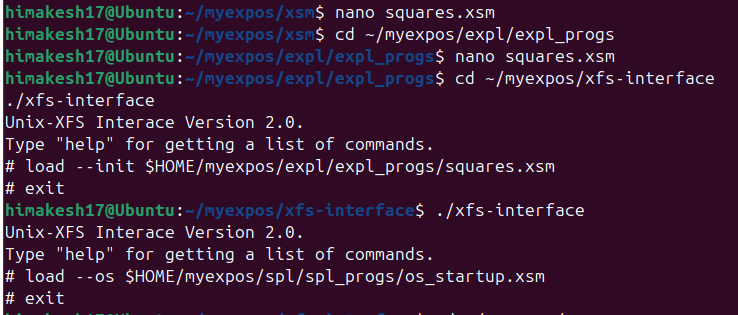 himakesh17@Ubuntu:~/myexpos/xsm$ nano squares.xsm
himakesh17@Ubuntu:~/myexpos/xsm$ cd ~/myexpos/expl/expl_progs
himakesh17@Ubuntu:~/myexpos/expl/expl_progs$ nano squares.xsm
himakesh17@Ubuntu:~/myexpos/expl/expl_progs$ cd ~/myexpos/xfs-interface
./xfs-interface
Unix-XFS Interace Version 2.0.
Type "help" for getting a list of commands.
# load --init $HOME/myexpos/expl/expl_progs/squares.xsm
# exit
himakesh17@Ubuntu:~/myexpos/xfs-interface$ ./xfs-interface
Unix-XFS Interace Version 2.0.
Type "help" for getting a list of commands.
# load --os $HOME/myexpos/spl/spl_progs/os_startup.xsm
# exit